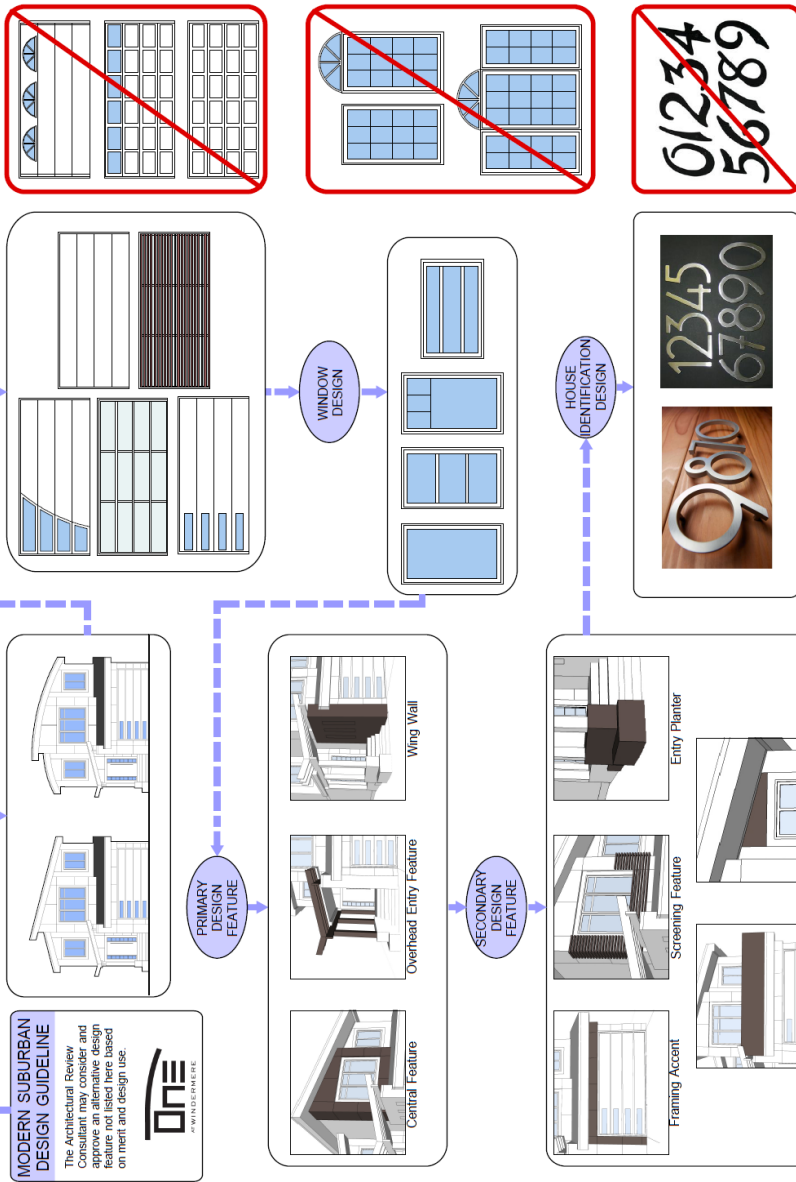 MODERN SUBURBAN
DESIGN GUIDELINE
The Architectural Review
Consultant may consider and
approve an alternative design
feature not listed here based
on merit and design use.
ONE
AT WINDERMERE
PRIMARY
DESIGN
FEATURE
Central Feature
Overhead Entry Feature
Wing Wall
SECONDARY
DESIGN
FEATURE
Framing Accent
Screening Feature
Entry Planter
WINDOW
DESIGN
HOUSE
IDENTIFICATION
DESIGN
9810
12345
67890
01234
56789